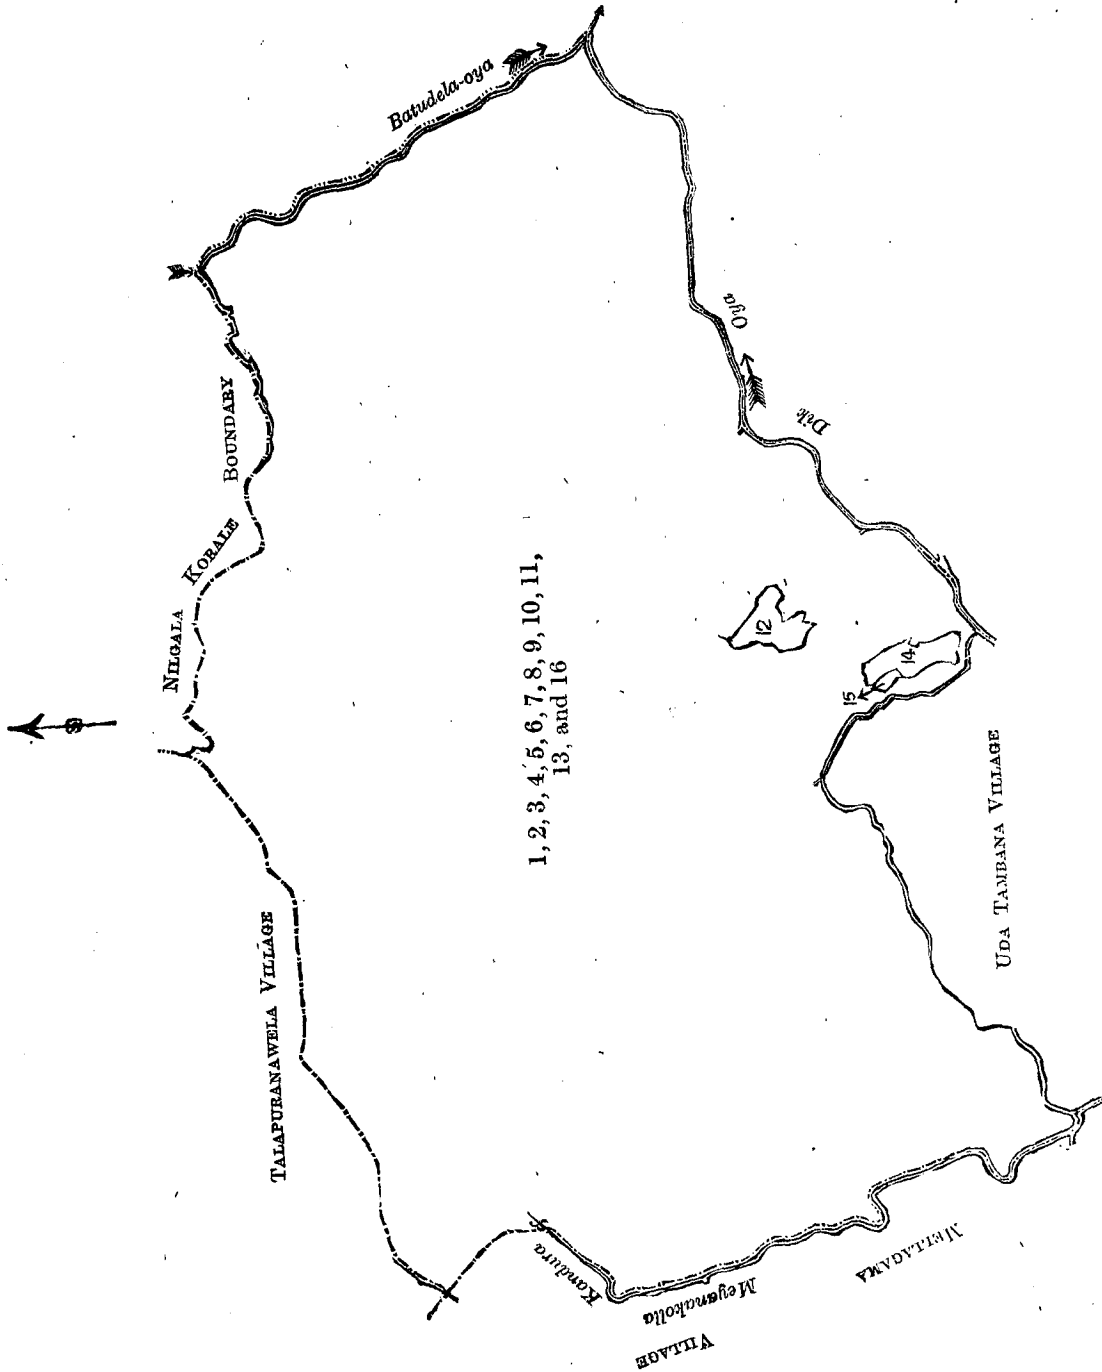 Batudela-oya
BOUNDARY
KORALE
NILGALA
TALAPURANAWELA VILLAGE
Oya
Dik
1, 2, 3, 4, 5, 6, 7, 8, 9, 10, 11,
13, and 16
12
14
15
UDA TAMBANA VILLAGE
Kandura
Meyanakolla
MELLAGAMA
VILLAGE